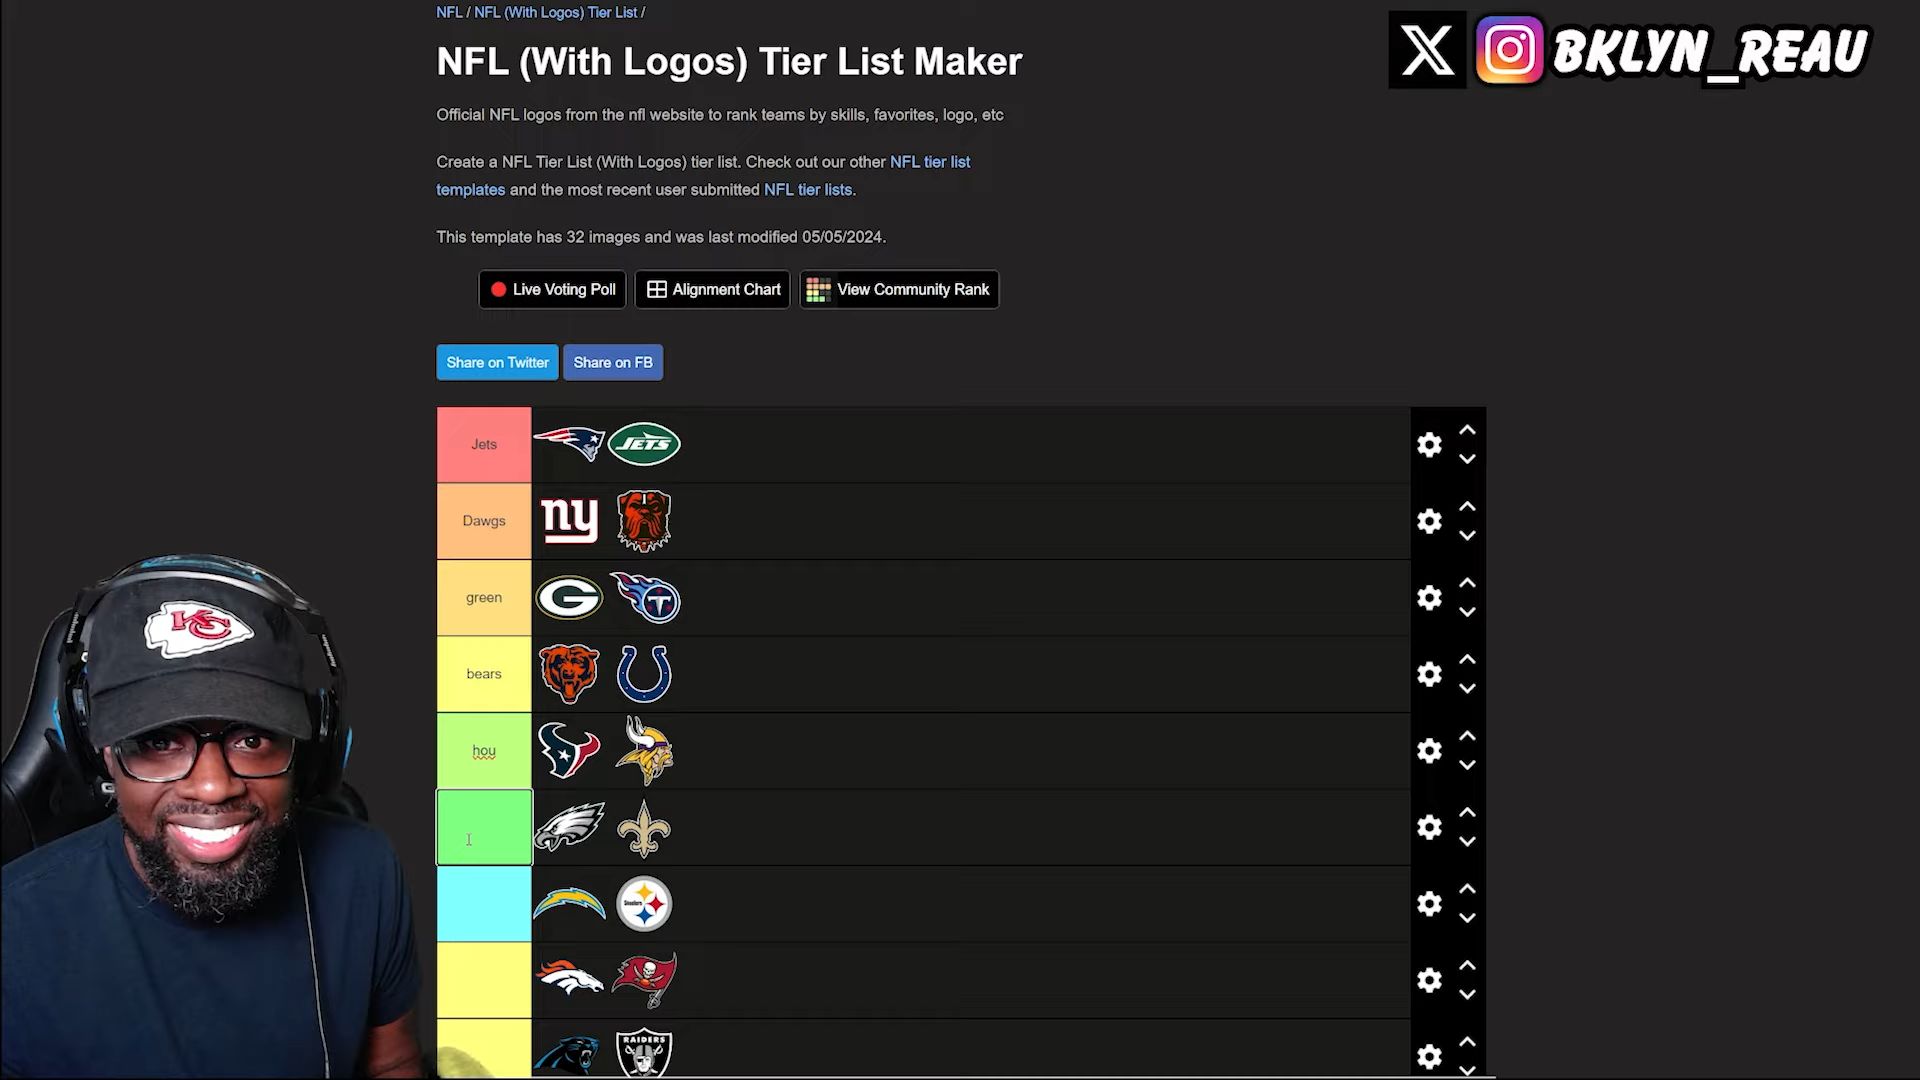 NFL / NFL (With Logos) Tier List /
BKLYN_REAU
NFL (With Logos) Tier List Maker
Official NFL logos from the nfl website to rank teams by skills, favorites, logo, etc
Create a NFL Tier List (With Logos) tier list. Check out our other NFL tier list
templates and the most recent user submitted NFL tier lists.
This template has 32 images and was last modified 05/05/2024.
Live Voting Poll
Alignment Chart
View Community Rank
Share on Twitter
Share on FB
Jets
JETS
Dawgs
ny
green
G
T
bears
hou
Steelers
RAIDERS
KC